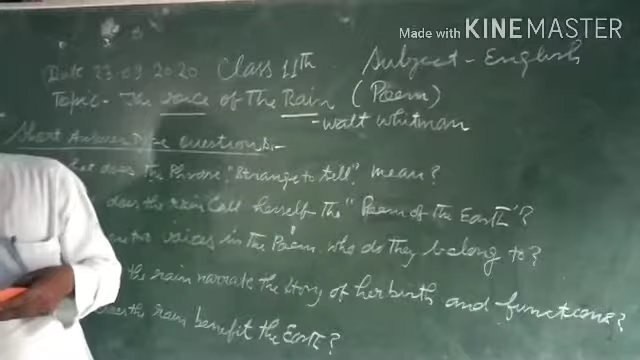 Made with KINEMASTER
Date 23-09-2020 Class 11th Subject - English
Topic - The voice of The Rain (Poem)
- Walt whitman
Short Answer Type Questions:-
does The Phrase "Strange to tell" mean?
does the rain Call herself the "Poem of The Earth"?
two voices in The Poem. who do They belong to?
the rain narrate the story of her birth and functions?
the rain benefit the Earth?